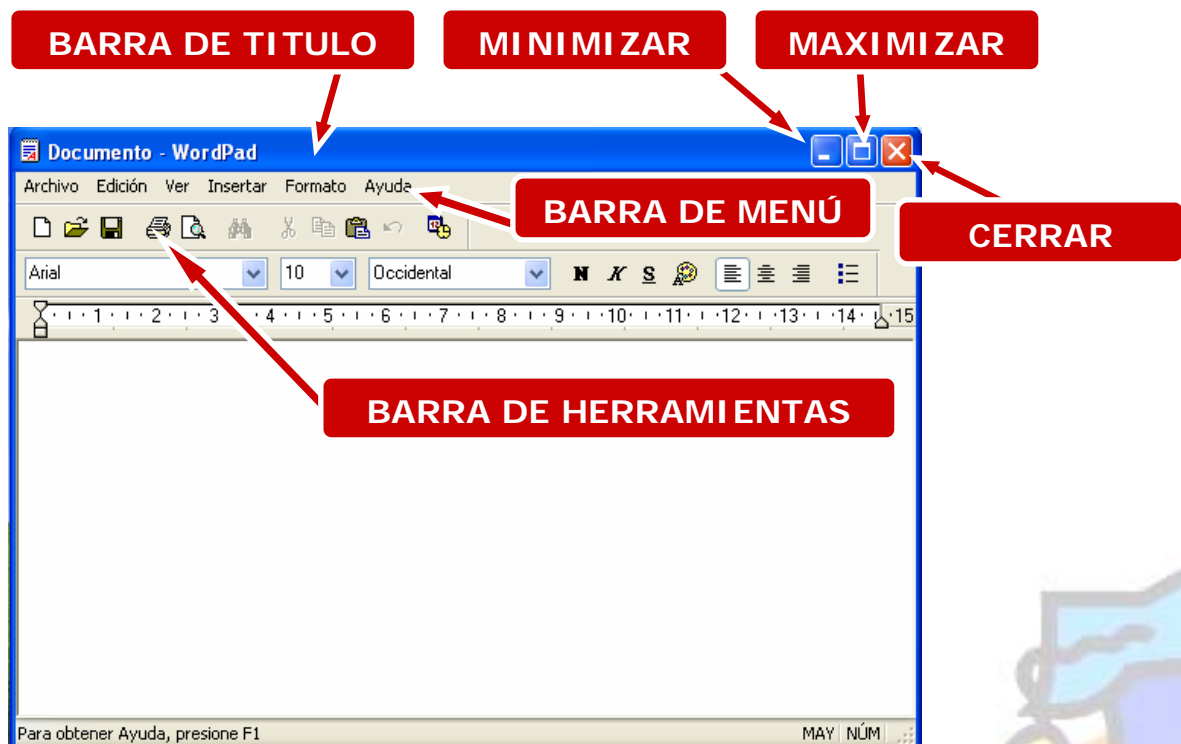 BARRA DE TITULO
MINIMIZAR
MAXIMIZAR
Documento - WordPad
Archivo Edición Ver Insertar Formato Ayuda
BARRA DE MENÚ
CERRAR
Arial 10 Occidental N K S
1 2 3 4 5 6 7 8 9 10 11 12 13 14 15
BARRA DE HERRAMIENTAS
Para obtener Ayuda, presione F1 MAY NÚM